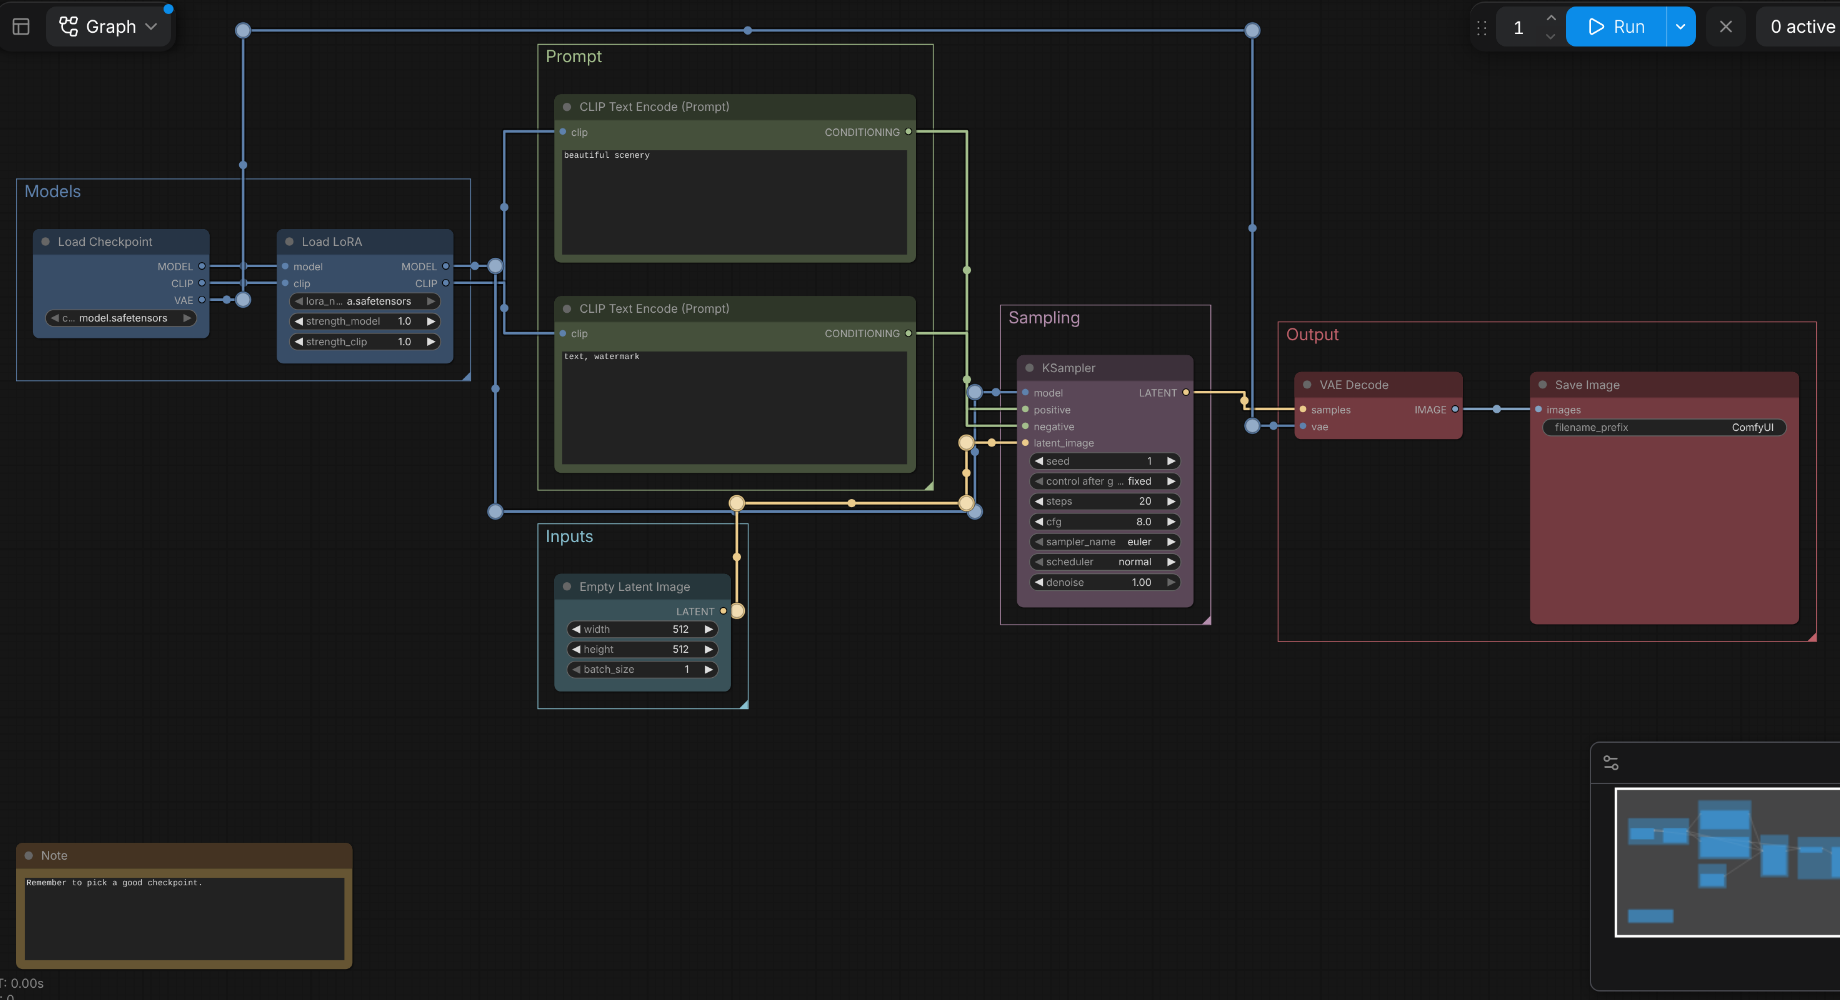 Graph
1
Run
0 active
Prompt
CLIP Text Encode (Prompt)
clip
CONDITIONING
beautiful scenery
Models
Load Checkpoint
MODEL
CLIP
VAE
c... model.safetensors
Load LoRA
model
MODEL
clip
CLIP
lora_n... a.safetensors
strength_model 1.0
strength_clip 1.0
CLIP Text Encode (Prompt)
clip
CONDITIONING
text, watermark
Sampling
KSampler
model
LATENT
positive
negative
latent_image
seed 1
control after g ... fixed
steps 20
cfg 8.0
sampler_name euler
scheduler normal
denoise 1.00
Output
VAE Decode
samples
IMAGE
vae
Save Image
images
filename_prefix ComfyUI
Inputs
Empty Latent Image
LATENT
width 512
height 512
batch_size 1
Note
Remember to pick a good checkpoint.
T: 0.00s